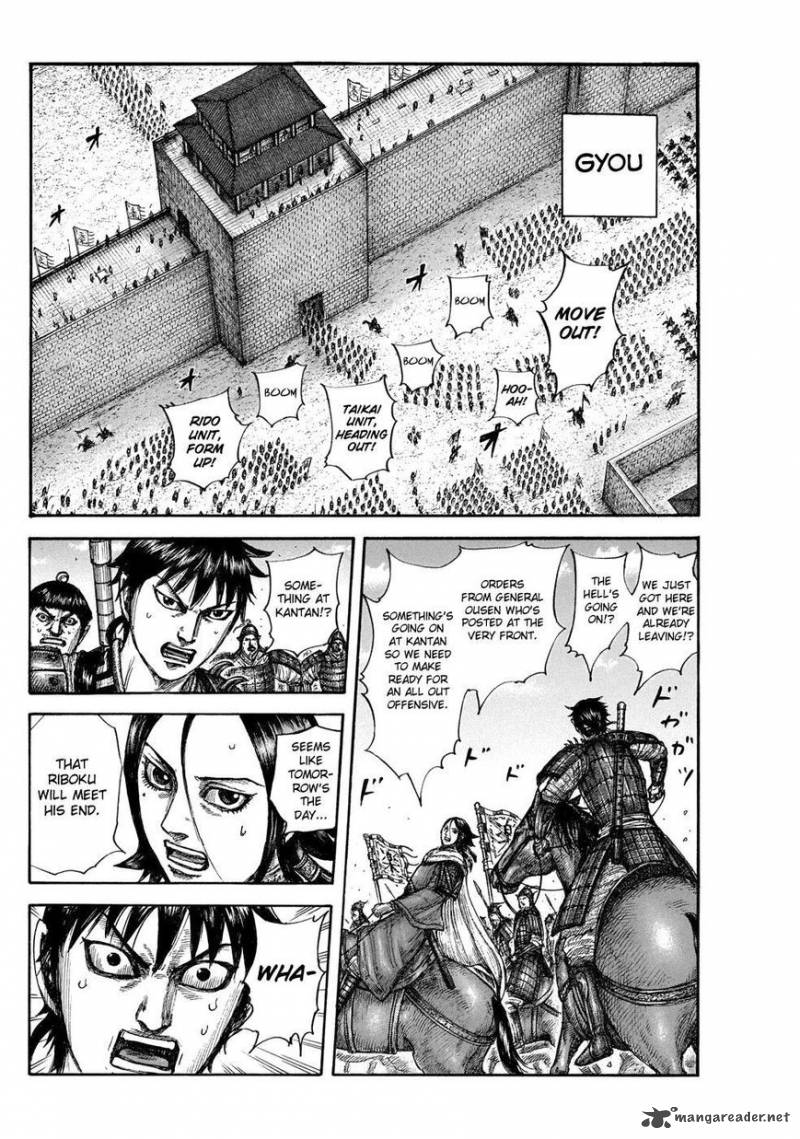 GYOU
MOVE
OUT!
BOOM
HOO-
AH!
BOOM
TAIKAI
UNIT,
HEADING
OUT!
BOOM
RIDO
UNIT,
FORM
UP!
WE JUST
GOT HERE
AND WE'RE
ALREADY
LEAVING!?
THE
HELL'S
GOING
ON!?
ORDERS
FROM GENERAL
OUSEN WHO'S
POSTED AT THE
VERY FRONT.
SOMETHING'S
GOING ON
AT KANTAN
SO WE NEED
TO MAKE
READY FOR
AN ALL OUT
OFFENSIVE.
ドドドガガッ
ドドド
SOME-
THING AT
KANTAN!?
SEEMS
LIKE
TOMOR-
ROW'S
THE
DAY...
THAT
RIBOKU
WILL MEET
HIS END.
WHA-
mangareader.net